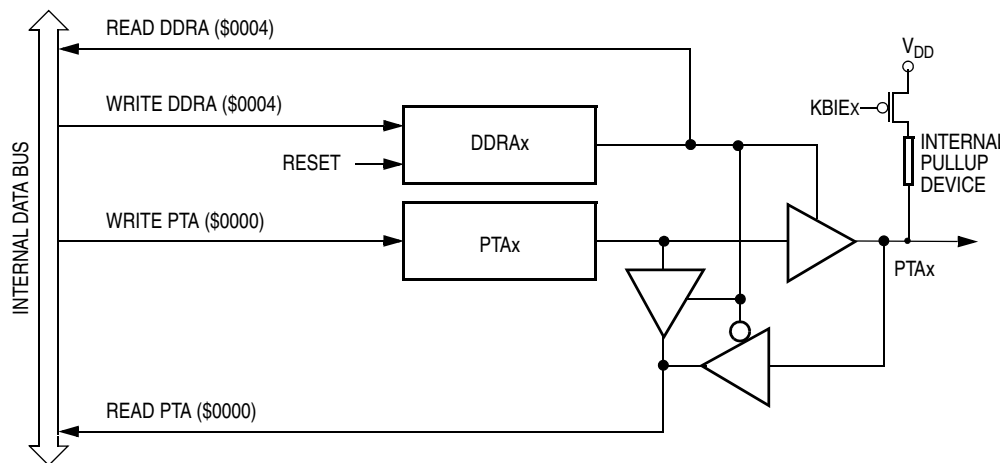 READ DDRA ($0004)
V_DD
WRITE DDRA ($0004)
KBIEx
DDRAx
INTERNAL
PULLUP
DEVICE
RESET
WRITE PTA ($0000)
PTAx
PTAx
INTERNAL DATA BUS
READ PTA ($0000)